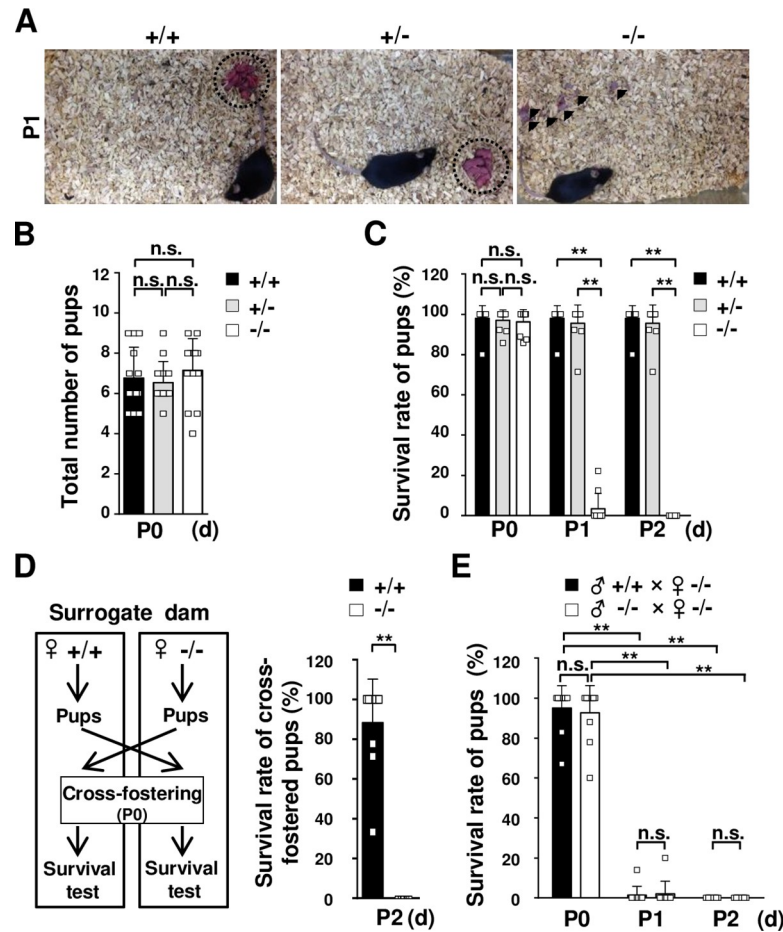 A
+/+ +/- -/-
P1
B
n.s.
n.s. n.s.
+/+
+/-
-/-
Total number of pups
12
10
8
6
4
2
0
P0 (d)
C
n.s. ** **
n.s. n.s. ** **
+/+
+/-
-/-
Survival rate of pups (%)
120
100
80
60
40
20
0
P0 P1 P2 (d)
D
Surrogate dam
♀ +/+ ♀ -/-
Pups Pups
Cross-fostering
(P0)
Survival Survival
test test
+/+
-/-
**
Survival rate of cross-
fostered pups (%)
120
100
80
60
40
20
0
P2 (d)
E
♂ +/+ × ♀ -/-
♂ -/- × ♀ -/-
**
**
n.s. **
**
Survival rate of pups (%)
120
100
80
60
40
20
0
n.s. n.s.
P0 P1 P2 (d)